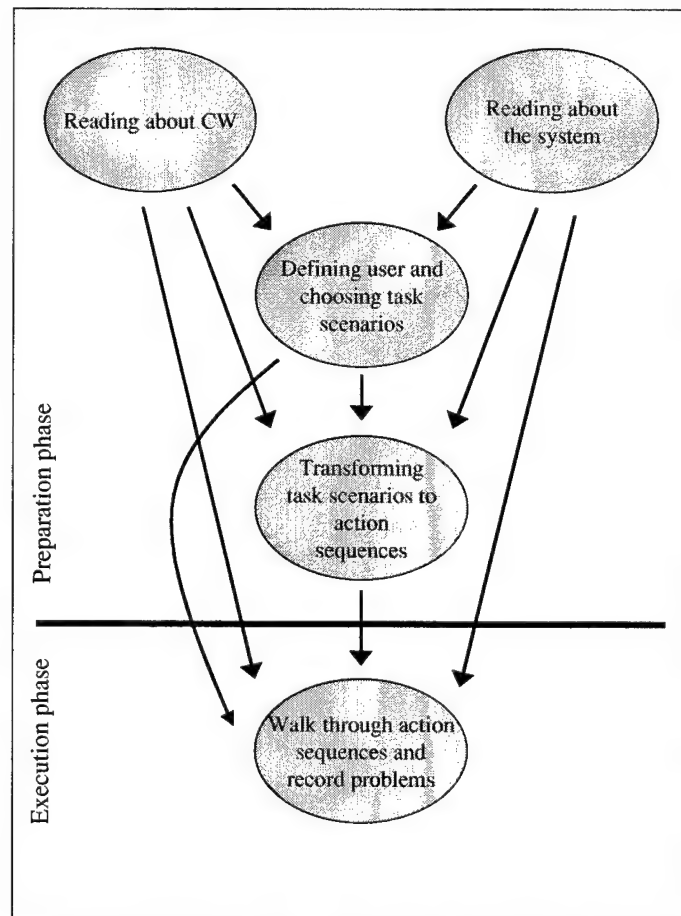 Reading about CW
Reading about
the system
Defining user and
choosing task
scenarios
Transforming
task scenarios to
action
sequences
Preparation phase
Walk through action
sequences and
record problems
Execution phase